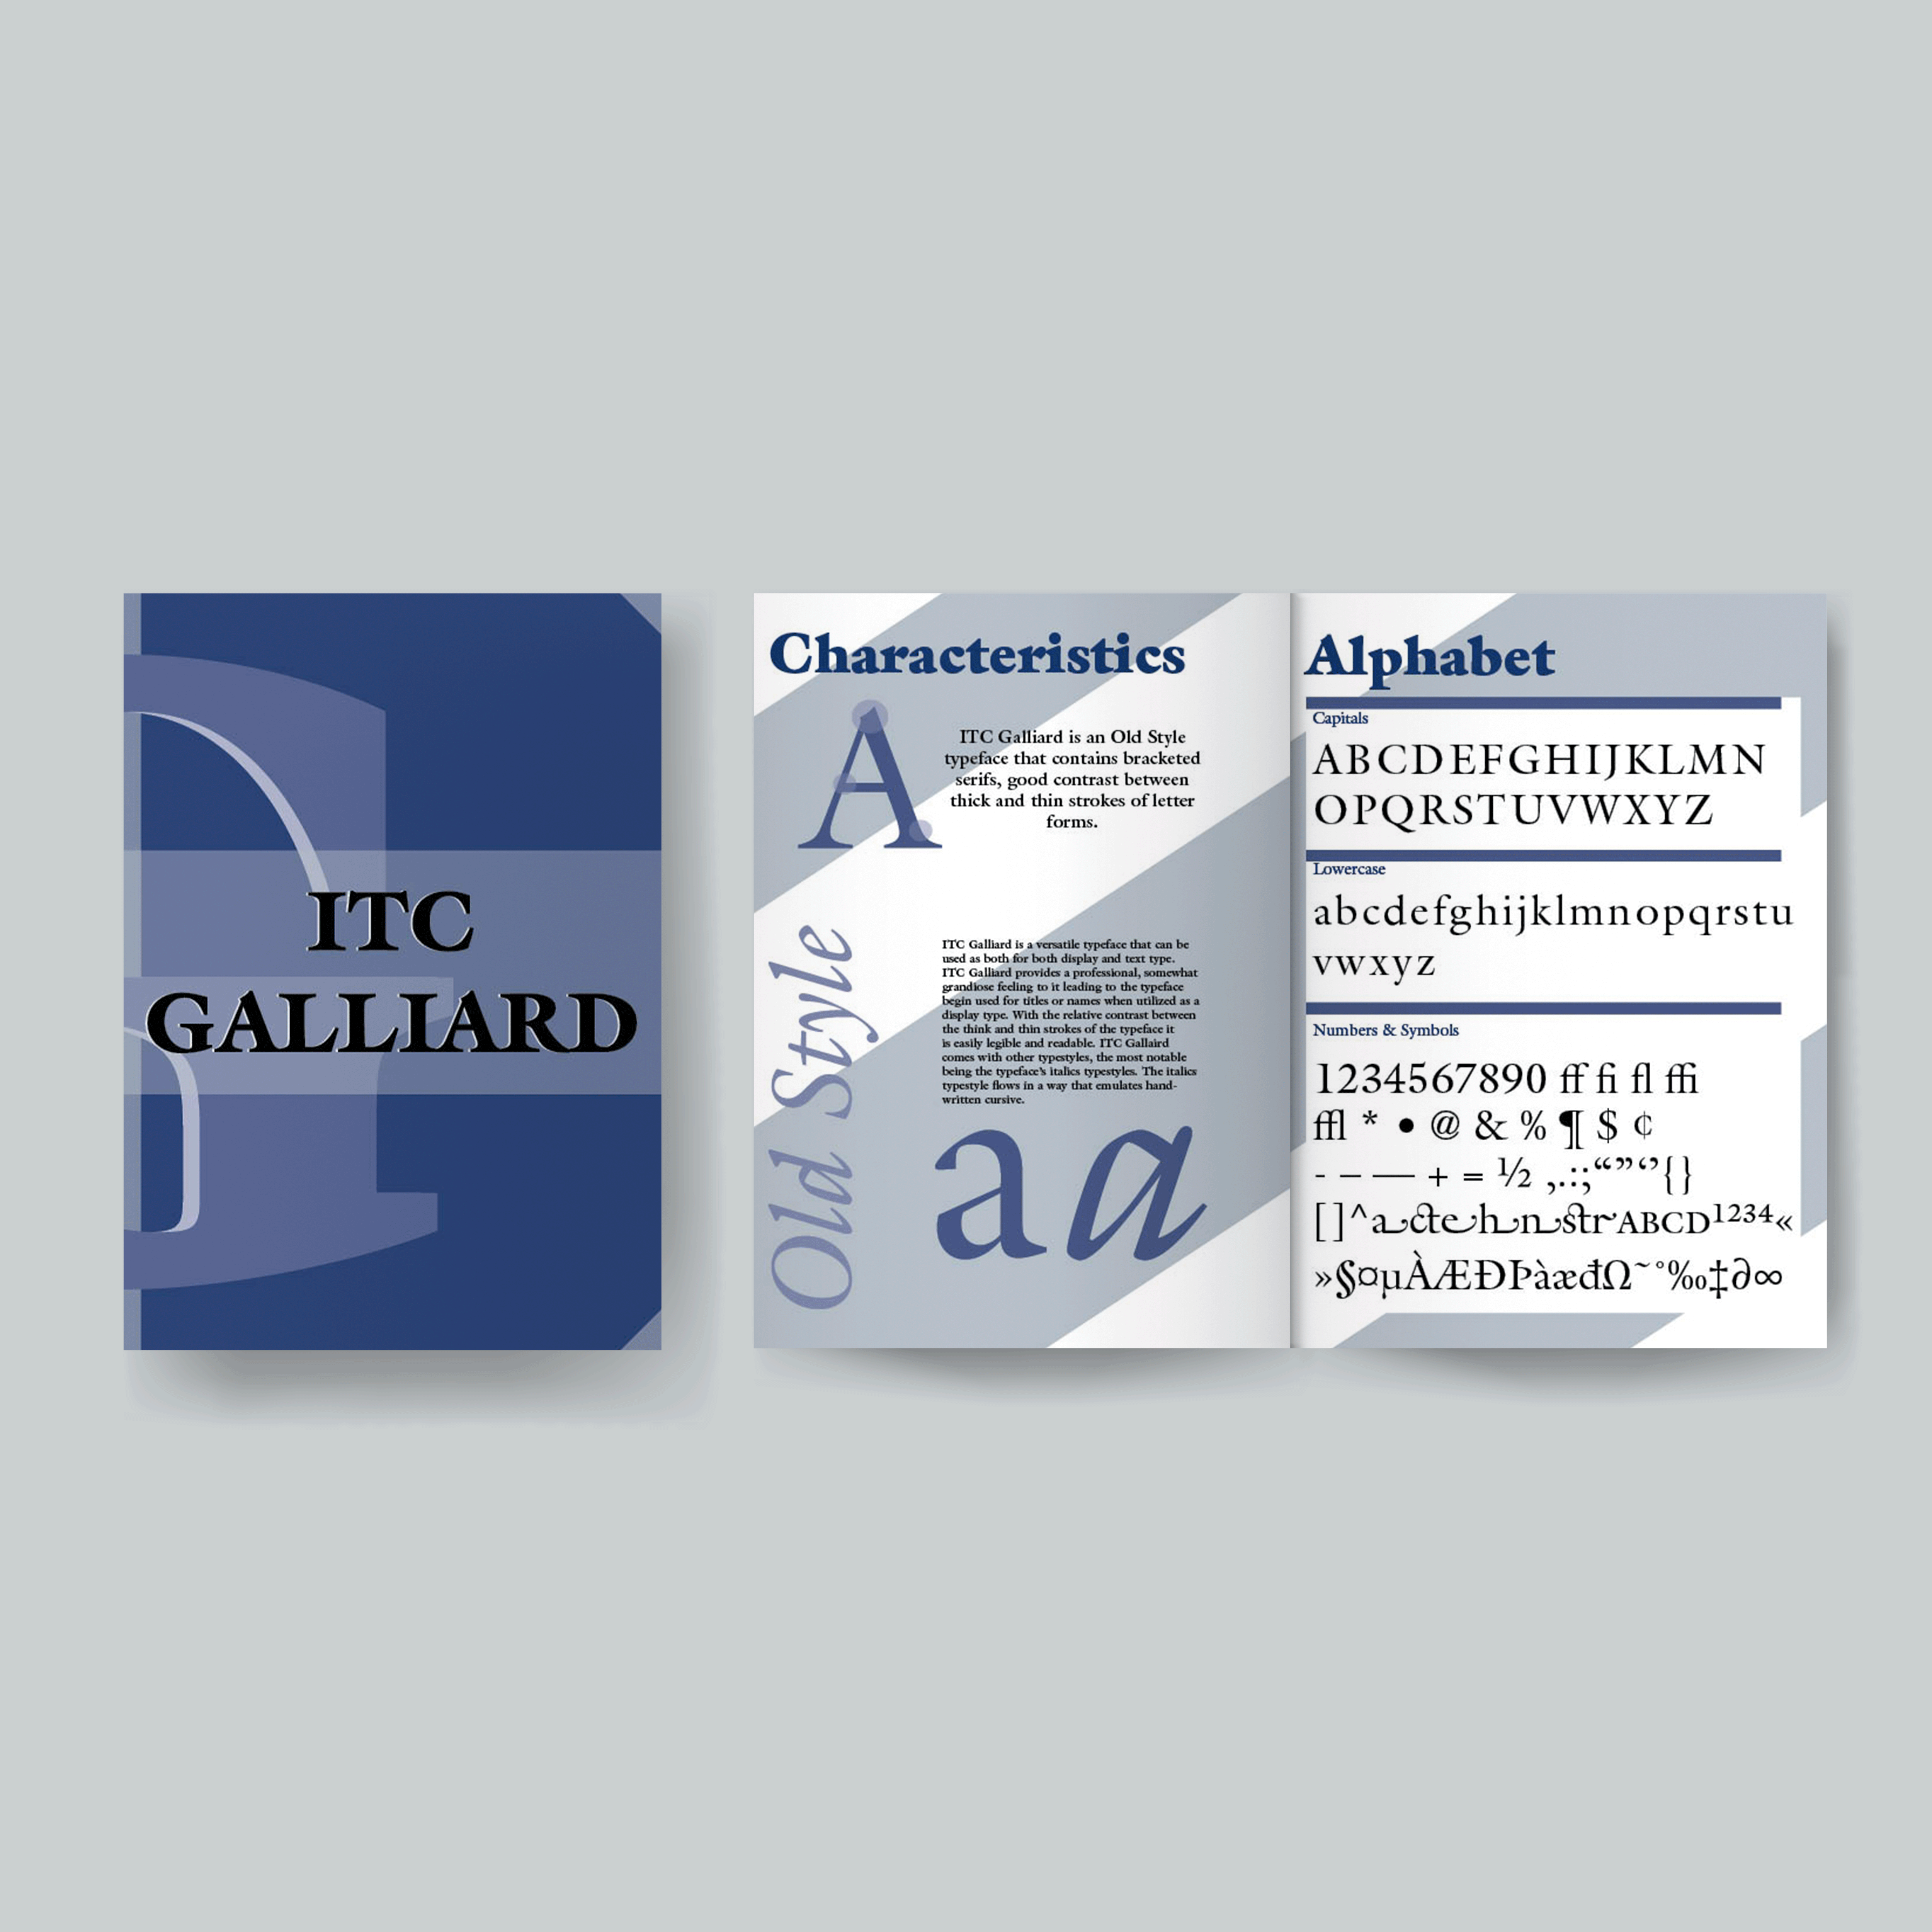 G
ITC
GALLIARD
Characteristics
A
ITC Galliard is an Old Style
typeface that contains bracketed
serifs, good contrast between
thick and thin strokes of letter
forms.
Old Style
ITC Galliard is a versatile typeface that can be
used as both for both display and text type.
ITC Galliard provides a professional, somewhat
grandiose feeling to it leading to the typeface
begin used for titles or names when utilized as a
display type. With the relative contrast between
the think and thin strokes of the typeface it
is easily legible and readable. ITC Gallaird
comes with other typestyles, the most notable
being the typeface's italics typestyles. The italics
typestyle flows in a way that emulates hand-
written cursive.
a a
Alphabet
Capitals
ABCDEFGHIJKLMN
OPQRSTUVWXYZ
Lowercase
abcdefghijklmnopqrstu
vwxyz
Numbers & Symbols
1234567890 ff fi fl ffi
ffl * • @ & % ¶ $ ¢
- – — + = ½ ,.:;“”‘’{}
[]^a ct e h n st r ABCD¹²³⁴«
»§¤µÀÆÐÞàæđΩ˜°‰‡∂∞